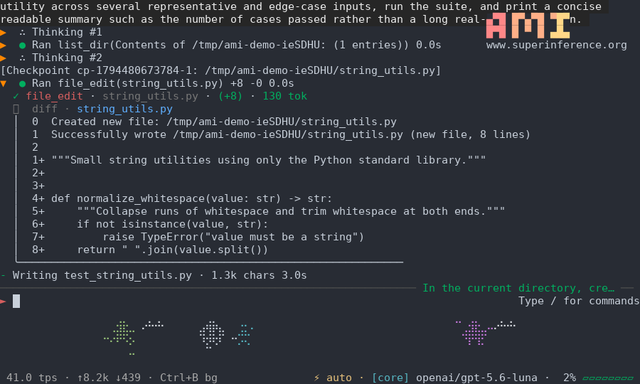 utility across several representative and edge-case inputs, run the suite, and print a concise
readable summary such as the number of cases passed rather than a long real-
▶ ∴ Thinking #1
▶ ● Ran list_dir(Contents of /tmp/ami-demo-ieSDHU: (1 entries)) 0.0s
www.superinference.org
▶ ∴ Thinking #2
[Checkpoint cp-1794480673784-1: /tmp/ami-demo-ieSDHU/string_utils.py]
▼ ● Ran file_edit(string_utils.py) +8 -0 0.0s
✓ file_edit · string_utils.py · (+8) · 130 tok
diff · string_utils.py
0 Created new file: /tmp/ami-demo-ieSDHU/string_utils.py
1 Successfully wrote /tmp/ami-demo-ieSDHU/string_utils.py (new file, 8 lines)
2
1+ """Small string utilities using only the Python standard library."""
2+
3+
4+ def normalize_whitespace(value: str) -> str:
5+     """Collapse runs of whitespace and trim whitespace at both ends."""
6+     if not isinstance(value, str):
7+         raise TypeError("value must be a string")
8+     return " ".join(value.split())
- Writing test_string_utils.py · 1.3k chars 3.0s
In the current directory, cre…
Type / for commands
41.0 tps · ↑8.2k ↓439 · Ctrl+B bg
⚡ auto · [core] openai/gpt-5.6-luna · 2%